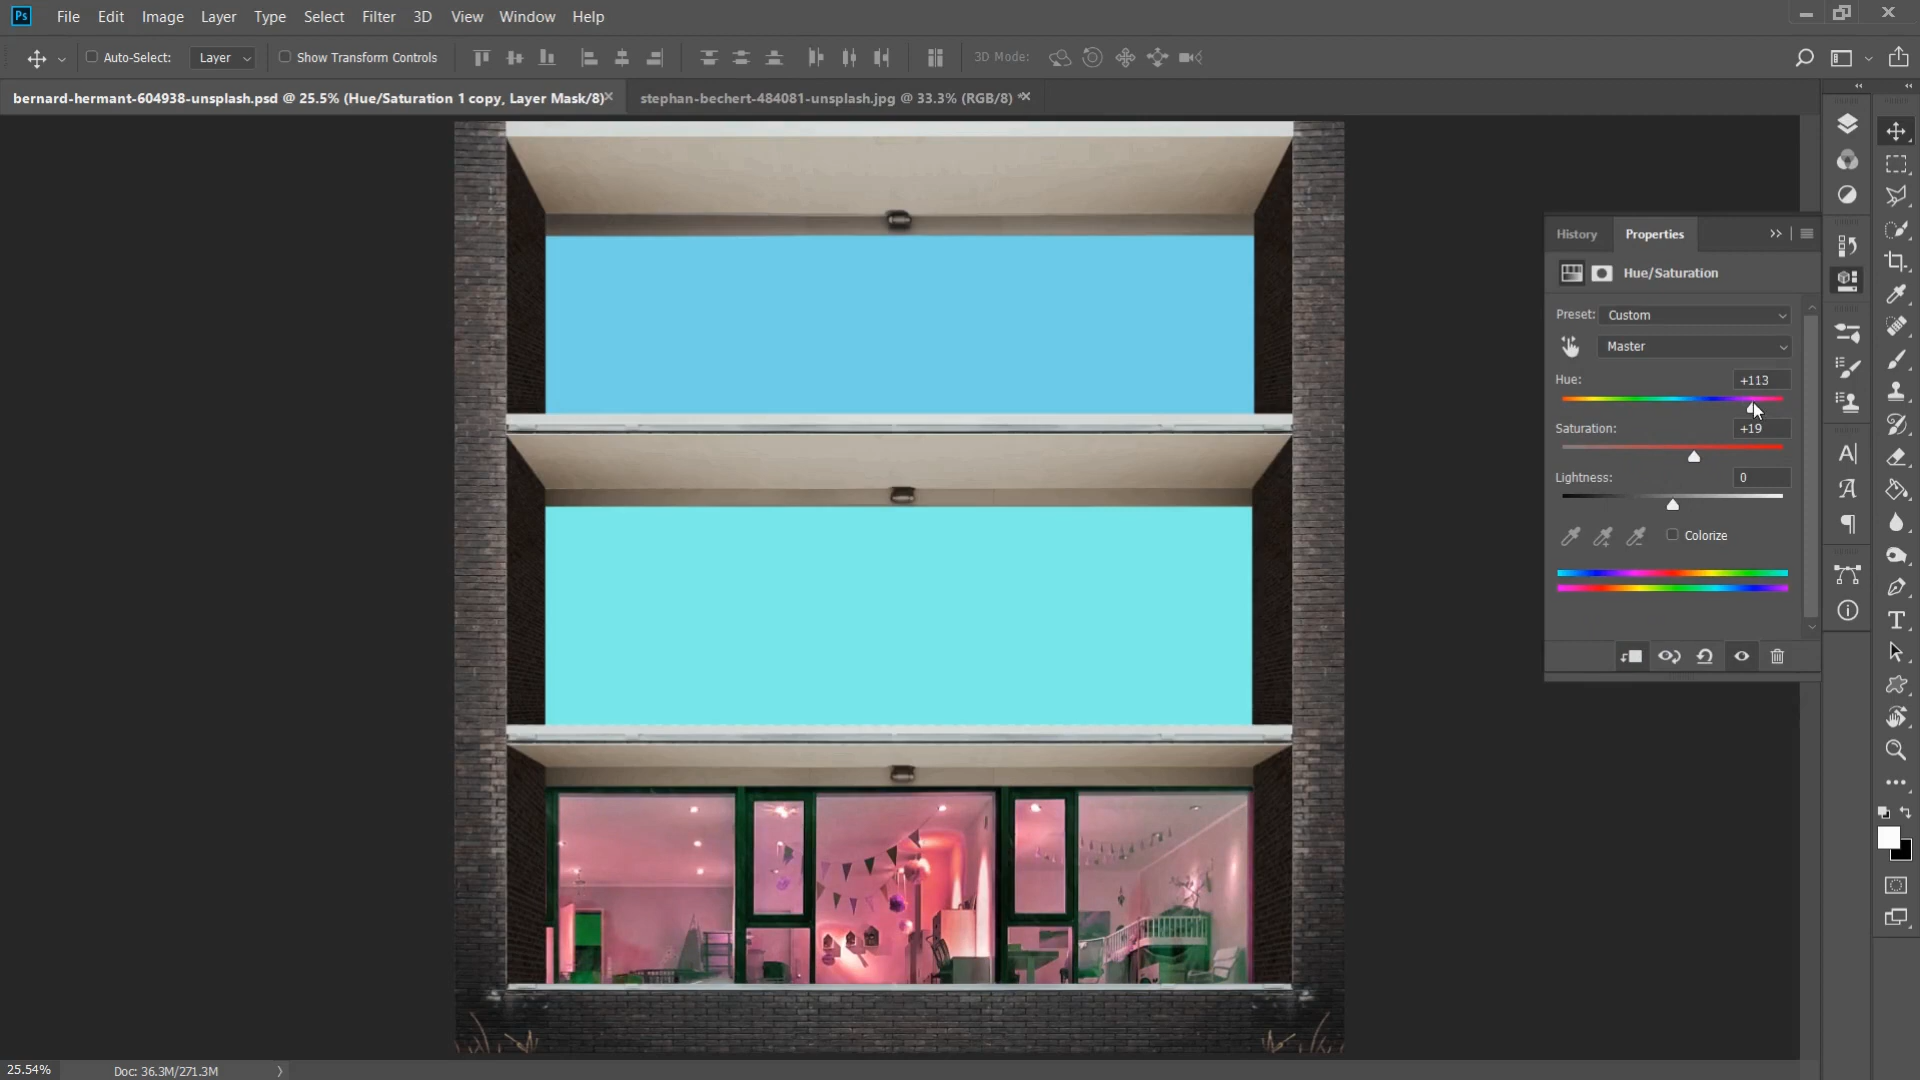 Ps File Edit Image Layer Type Select Filter 3D View Window Help
Auto-Select: Layer Show Transform Controls 3D Mode:
bernard-hermant-604938-unsplash.psd @ 25.5% (Hue/Saturation 1 copy, Layer Mask/8) stephan-bechert-484081-unsplash.jpg @ 33.3% (RGB/8) *
History Properties
Hue/Saturation
Preset: Custom
Master
Hue: +113
Saturation: +19
Lightness: 0
Colorize
25.54% Doc: 36.3M/271.3M